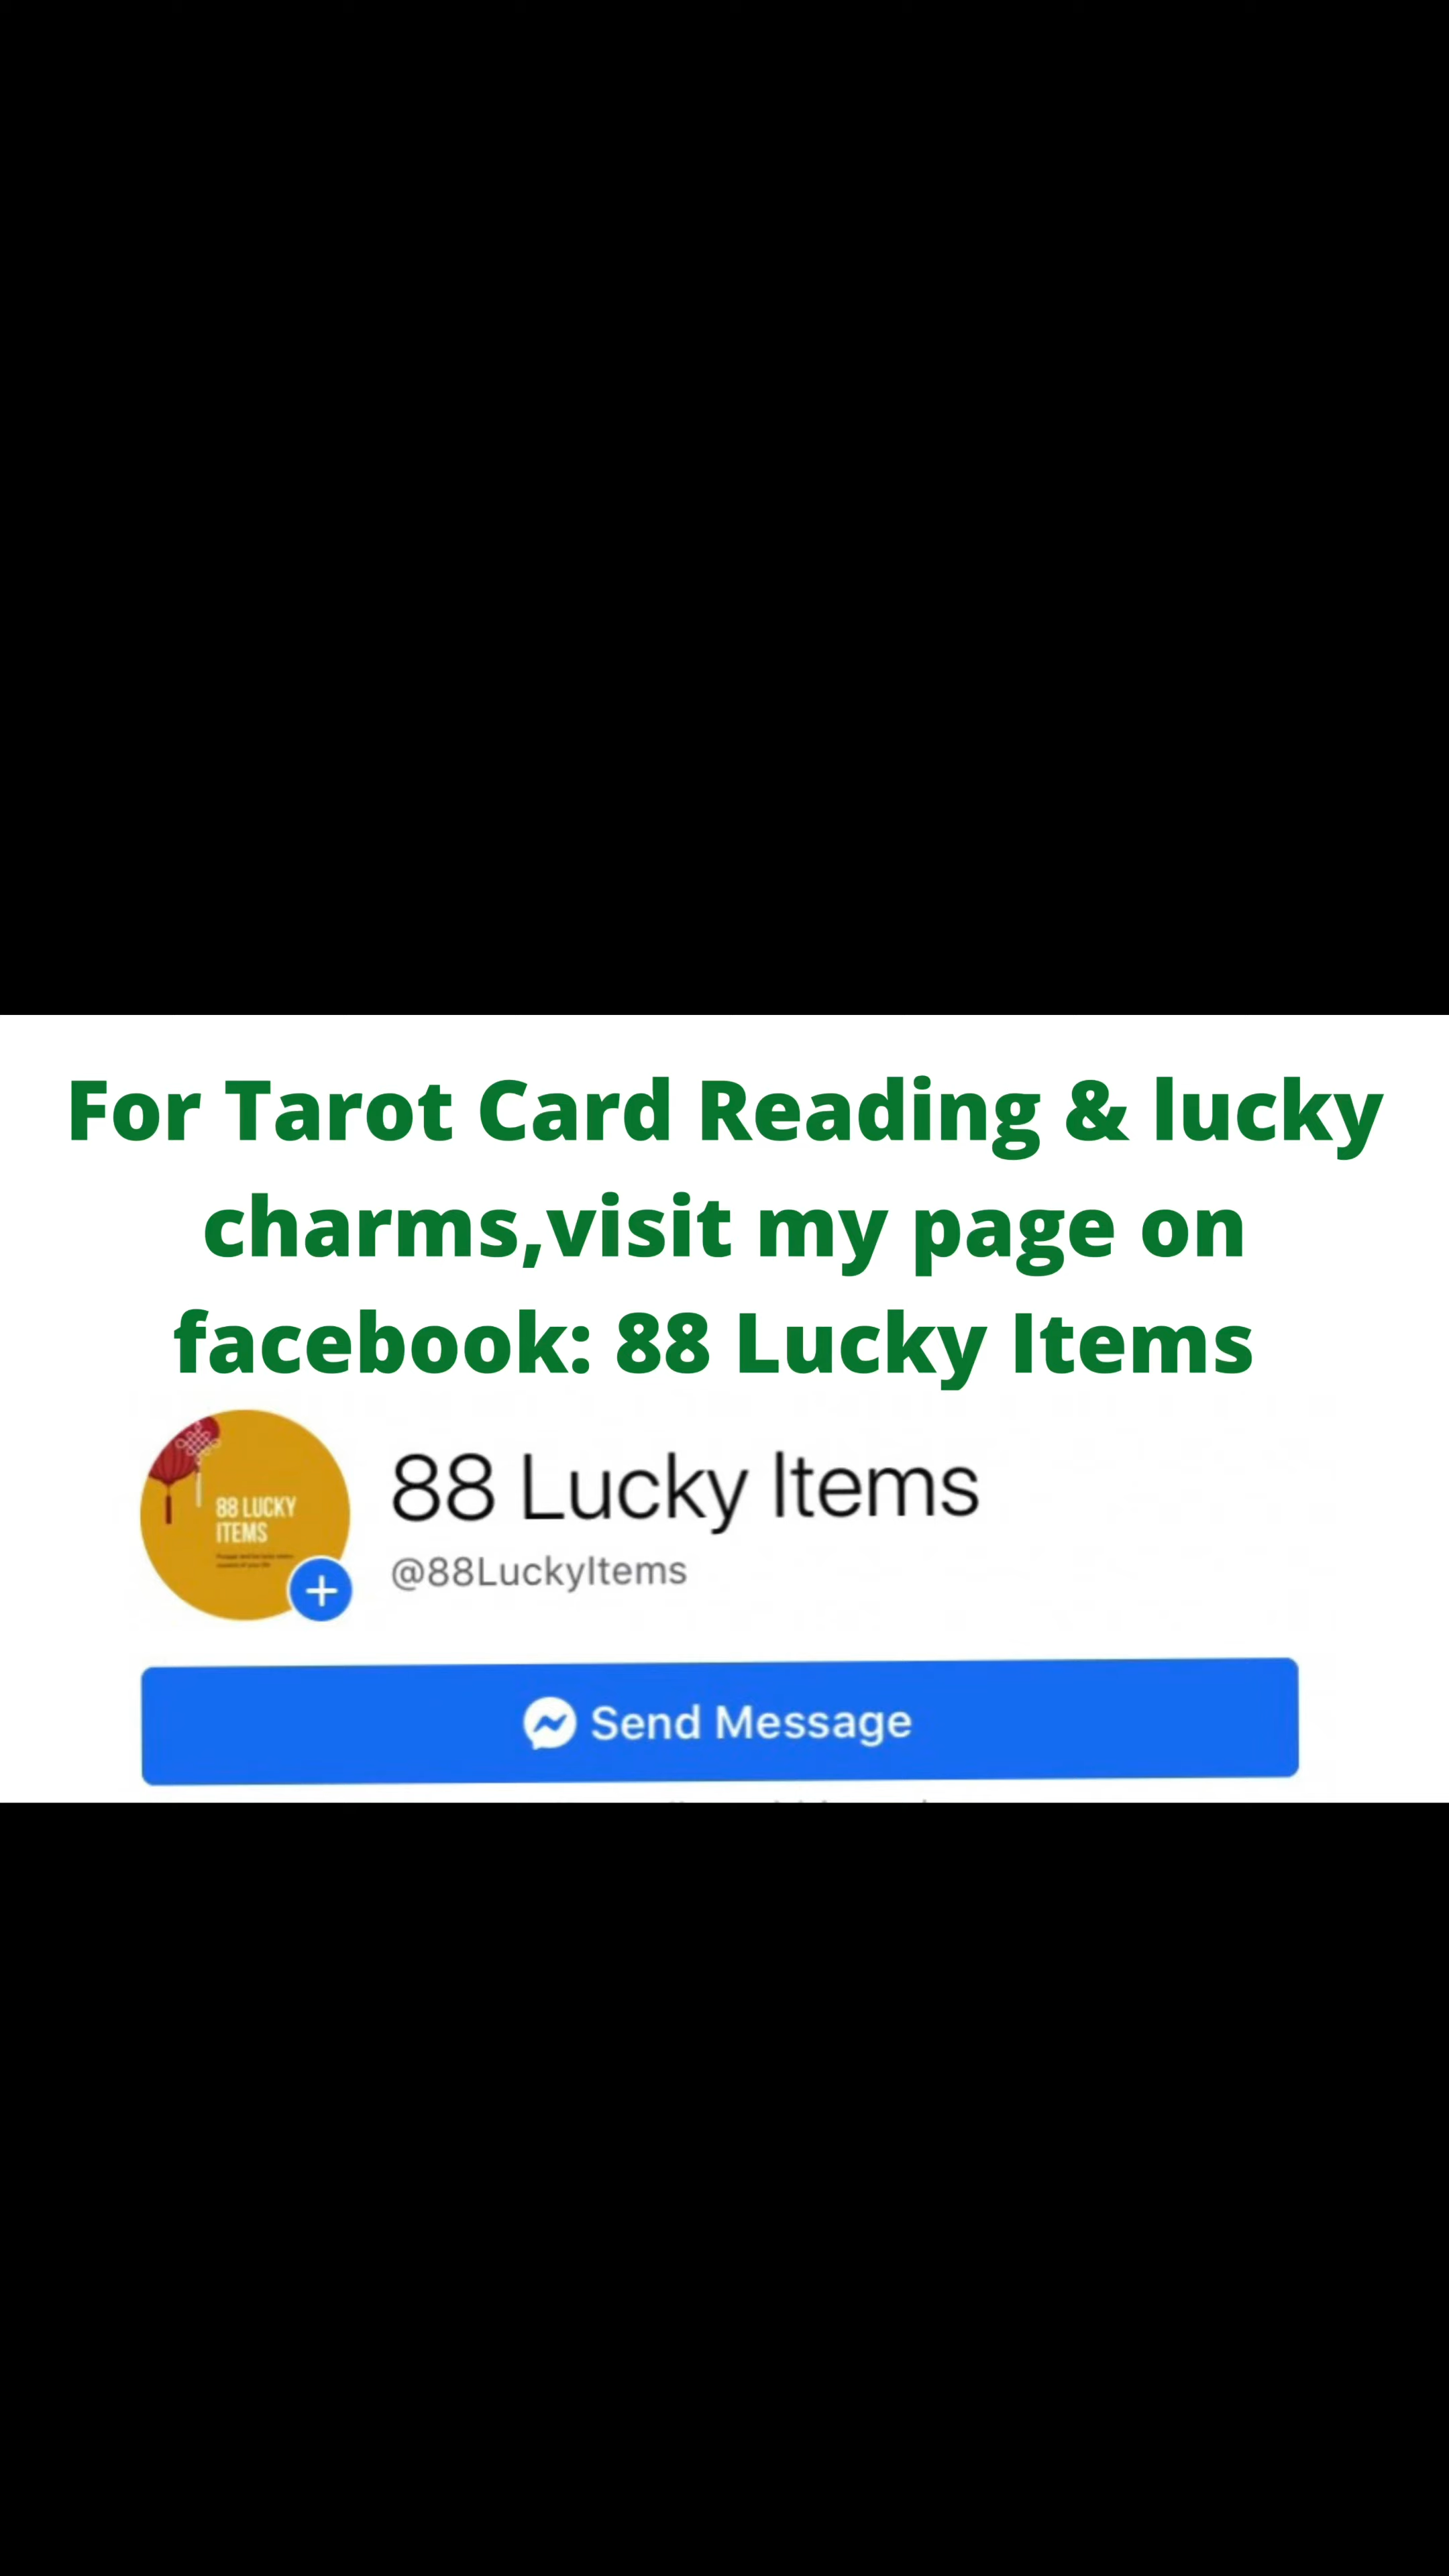 For Tarot Card Reading & lucky
charms,visit my page on
facebook: 88 Lucky Items
88 LUCKY
ITEMS
88 Lucky Items
@88LuckyItems
Send Message